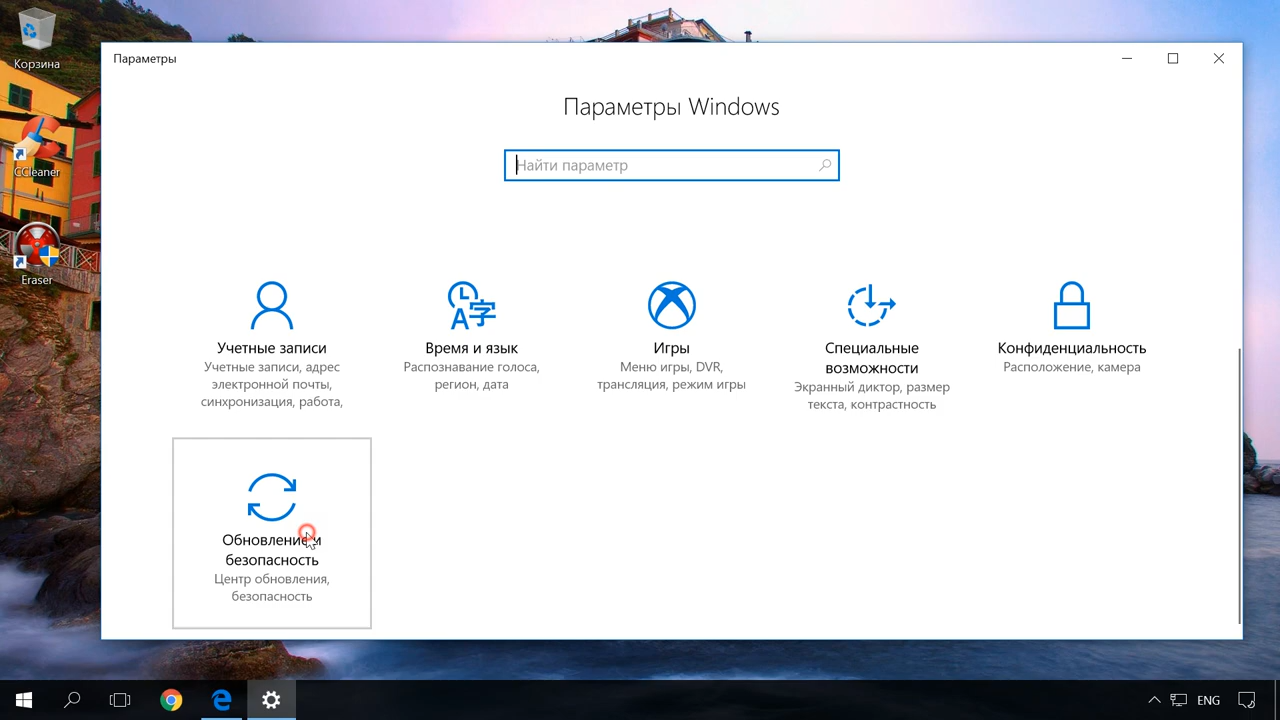 Корзина
CCleaner
Eraser
Параметры
Параметры Windows
Найти параметр
Учетные записи
Учетные записи, адрес
электронной почты,
синхронизация, работа,
Время и язык
Распознавание голоса,
регион, дата
Игры
Меню игры, DVR,
трансляция, режим игры
Специальные
возможности
Экранный диктор, размер
текста, контрастность
Конфиденциальность
Расположение, камера
Обновление и
безопасность
Центр обновления,
безопасность
ENG